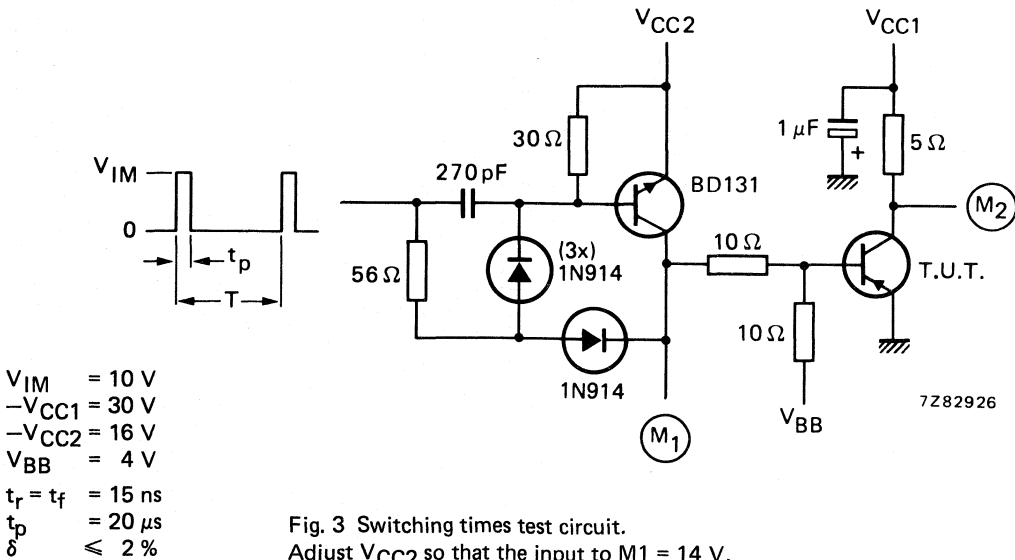 V_CC2
V_CC1
30 Ω
1 μF
+
5 Ω
270 pF
V_IM
BD131
M_2
0
10 Ω
(3x)
1N914
T.U.T.
t_p
56 Ω
T
10 Ω
1N914
7Z82926
V_BB
M_1
V_IM = 10 V
–V_CC1 = 30 V
–V_CC2 = 16 V
V_BB = 4 V
t_r = t_f = 15 ns
t_p = 20 μs
δ ⩽ 2 %
Fig. 3 Switching times test circuit.
Adjust V_CC2 so that the input to M1 = 14 V.